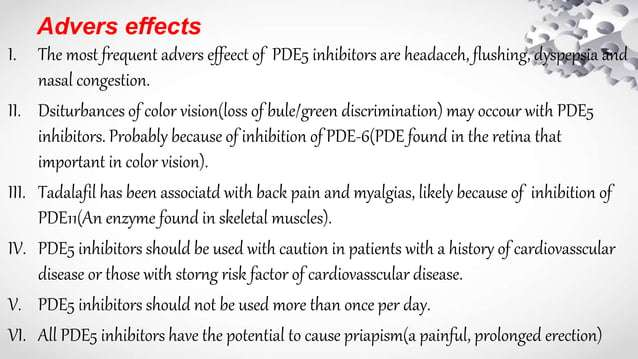 Advers effects
I. The most frequent advers effeect of PDE5 inhibitors are headaceh, flushing, dyspepsia and
nasal congestion.
II. Dsiturbances of color vision(loss of bule/green discrimination) may occour with PDE5
inhibitors. Probably because of inhibition of PDE-6(PDE found in the retina that
important in color vision).
III. Tadalafil has been associatd with back pain and myalgias, likely because of inhibition of
PDE11(An enzyme found in skeletal muscles).
IV. PDE5 inhibitors should be used with caution in patients with a history of cardiovasscular
disease or those with storng risk factor of cardiovasscular disease.
V. PDE5 inhibitors should not be used more than once per day.
VI. All PDE5 inhibitors have the potential to cause priapism(a painful, prolonged erection)